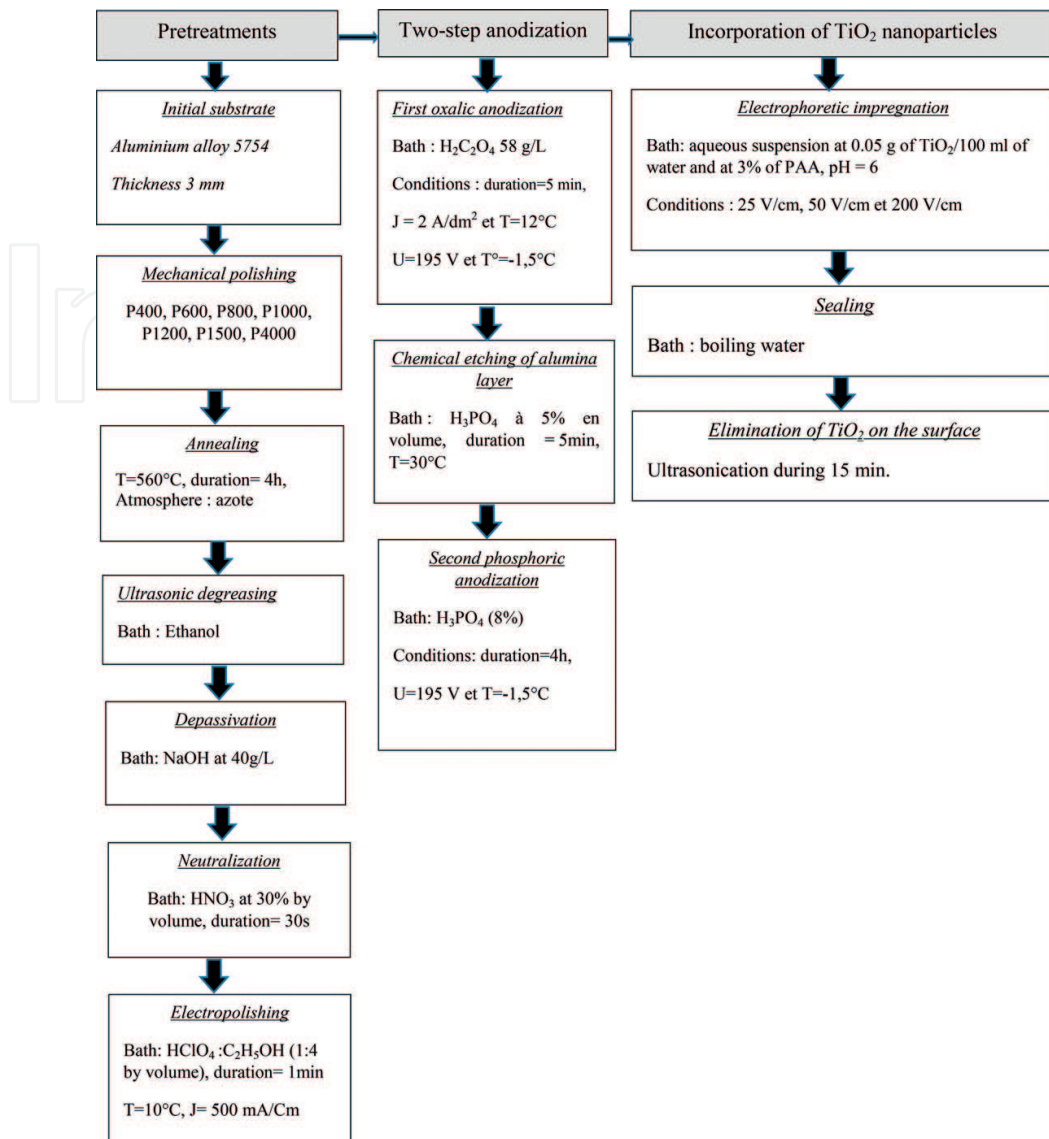 Pretreatments
Two-step anodization
Incorporation of TiO₂ nanoparticles
Initial substrate
Aluminium alloy 5754
Thickness 3 mm
Mechanical polishing
P400, P600, P800, P1000,
P1200, P1500, P4000
Annealing
T=560°C, duration= 4h,
Atmosphere : azote
Ultrasonic degreasing
Bath : Ethanol
Depassivation
Bath: NaOH at 40g/L
Neutralization
Bath: HNO₃ at 30% by
volume, duration= 30s
Electropolishing
Bath: HClO₄ :C₂H₅OH (1:4
by volume), duration= 1min
T=10°C, J= 500 mA/Cm
First oxalic anodization
Bath : H₂C₂O₄ 58 g/L
Conditions : duration=5 min,
J = 2 A/dm² et T=12°C
U=195 V et T°=-1,5°C
Chemical etching of alumina
layer
Bath : H₃PO₄ à 5% en
volume, duration = 5min,
T=30°C
Second phosphoric
anodization
Bath: H₃PO₄ (8%)
Conditions: duration=4h,
U=195 V et T=-1,5°C
Electrophoretic impregnation
Bath: aqueous suspension at 0.05 g of TiO₂/100 ml of
water and at 3% of PAA, pH = 6
Conditions : 25 V/cm, 50 V/cm et 200 V/cm
Sealing
Bath : boiling water
Elimination of TiO₂ on the surface
Ultrasonication during 15 min.